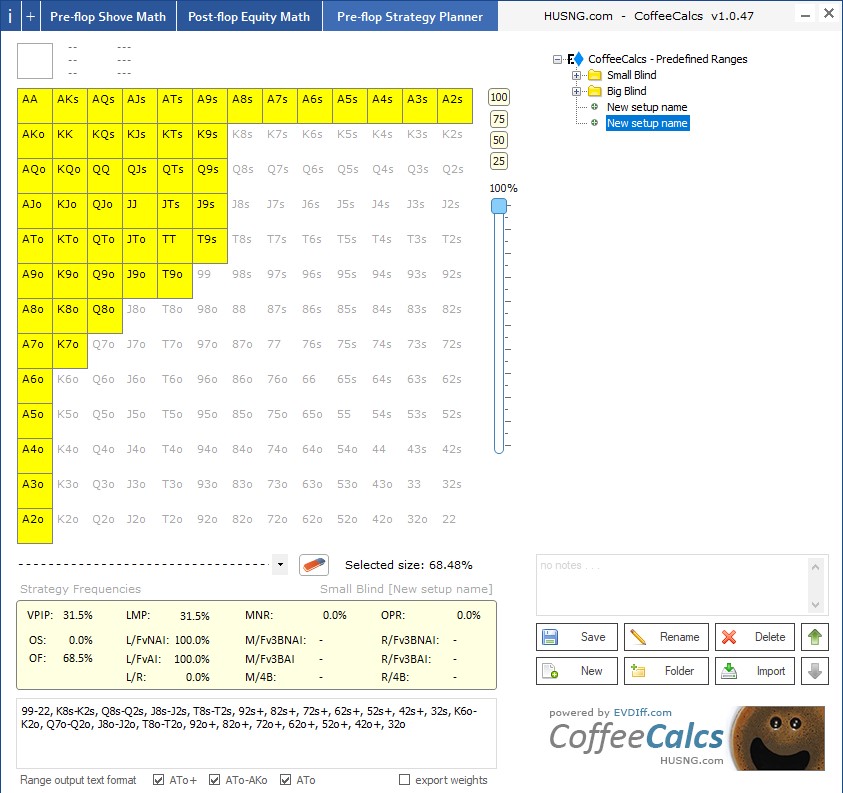 i + Pre-flop Shove Math Post-flop Equity Math Pre-flop Strategy Planner HUSNG.com - CoffeeCalcs v1.0.47
-- ---
-- ---
-- ---
AA AKs AQs AJs ATs A9s A8s A7s A6s A5s A4s A3s A2s
AKo KK KQs KJs KTs K9s K8s K7s K6s K5s K4s K3s K2s
AQo KQo QQ QJs QTs Q9s Q8s Q7s Q6s Q5s Q4s Q3s Q2s
AJo KJo QJo JJ JTs J9s J8s J7s J6s J5s J4s J3s J2s
ATo KTo QTo JTo TT T9s T8s T7s T6s T5s T4s T3s T2s
A9o K9o Q9o J9o T9o 99 98s 97s 96s 95s 94s 93s 92s
A8o K8o Q8o J8o T8o 98o 88 87s 86s 85s 84s 83s 82s
A7o K7o Q7o J7o T7o 97o 87o 77 76s 75s 74s 73s 72s
A6o K6o Q6o J6o T6o 96o 86o 76o 66 65s 64s 63s 62s
A5o K5o Q5o J5o T5o 95o 85o 75o 65o 55 54s 53s 52s
A4o K4o Q4o J4o T4o 94o 84o 74o 64o 54o 44 43s 42s
A3o K3o Q3o J3o T3o 93o 83o 73o 63o 53o 43o 33 32s
A2o K2o Q2o J2o T2o 92o 82o 72o 62o 52o 42o 32o 22
100
75
50
25
100%
CoffeeCalcs - Predefined Ranges
Small Blind
Big Blind
New setup name
New setup name
Selected size: 68.48%
Strategy Frequencies Small Blind [New setup name]
VPIP: 31.5% LMP: 31.5% MNR: 0.0% OPR: 0.0%
OS: 0.0% L/FvNAI: 100.0% M/Fv3BNAI: - R/Fv3BNAI: -
OF: 68.5% L/FvAI: 100.0% M/Fv3BAI - R/Fv3BAI: -
L/R: 0.0% M/4B: - R/4B: -
99-22, K8s-K2s, Q8s-Q2s, J8s-J2s, T8s-T2s, 92s+, 82s+, 72s+, 62s+, 52s+, 42s+, 32s, K6o-
K2o, Q7o-Q2o, J8o-J2o, T8o-T2o, 92o+, 82o+, 72o+, 62o+, 52o+, 42o+, 32o
Range output text format ATo+ ATo-AKo ATo export weights
no notes . . .
Save Rename Delete
New Folder Import
powered by EVDIff.com
CoffeeCalcs
HUSNG.com